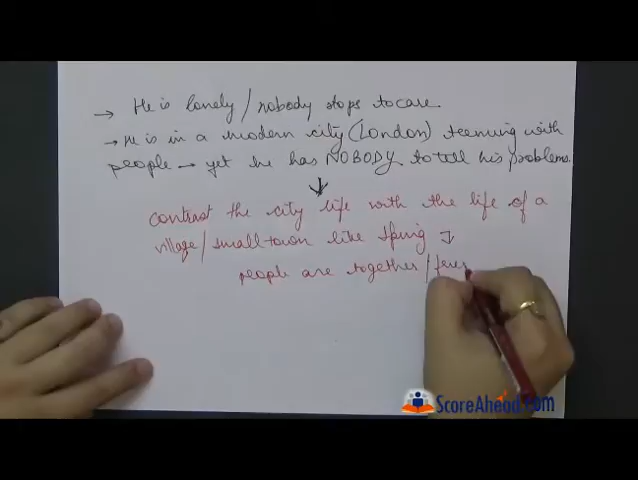 → He is lonely/nobody stops to care.
→ He is in a modern city (London) teeming with
people → yet he has NOBODY to tell his problems.
↓
contrast the city life with the life of a
village/small-town like Spring ↴
people are together/fever
ScoreAhead.com